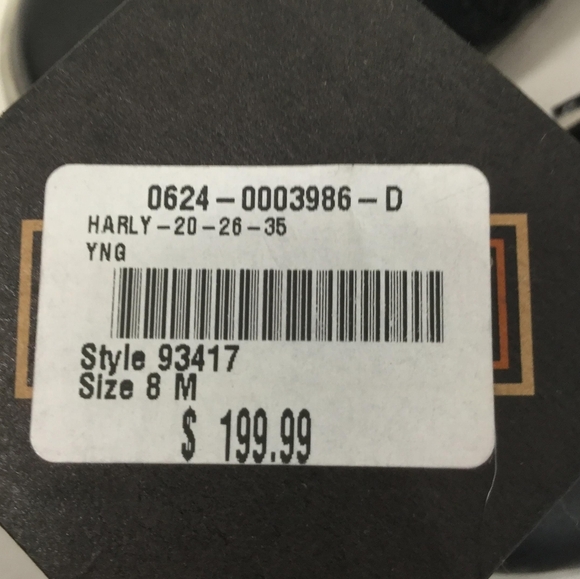 0624-0003986-D
HARLY-20-26-35
YNG
Style 93417
Size 8 M
$ 199.99